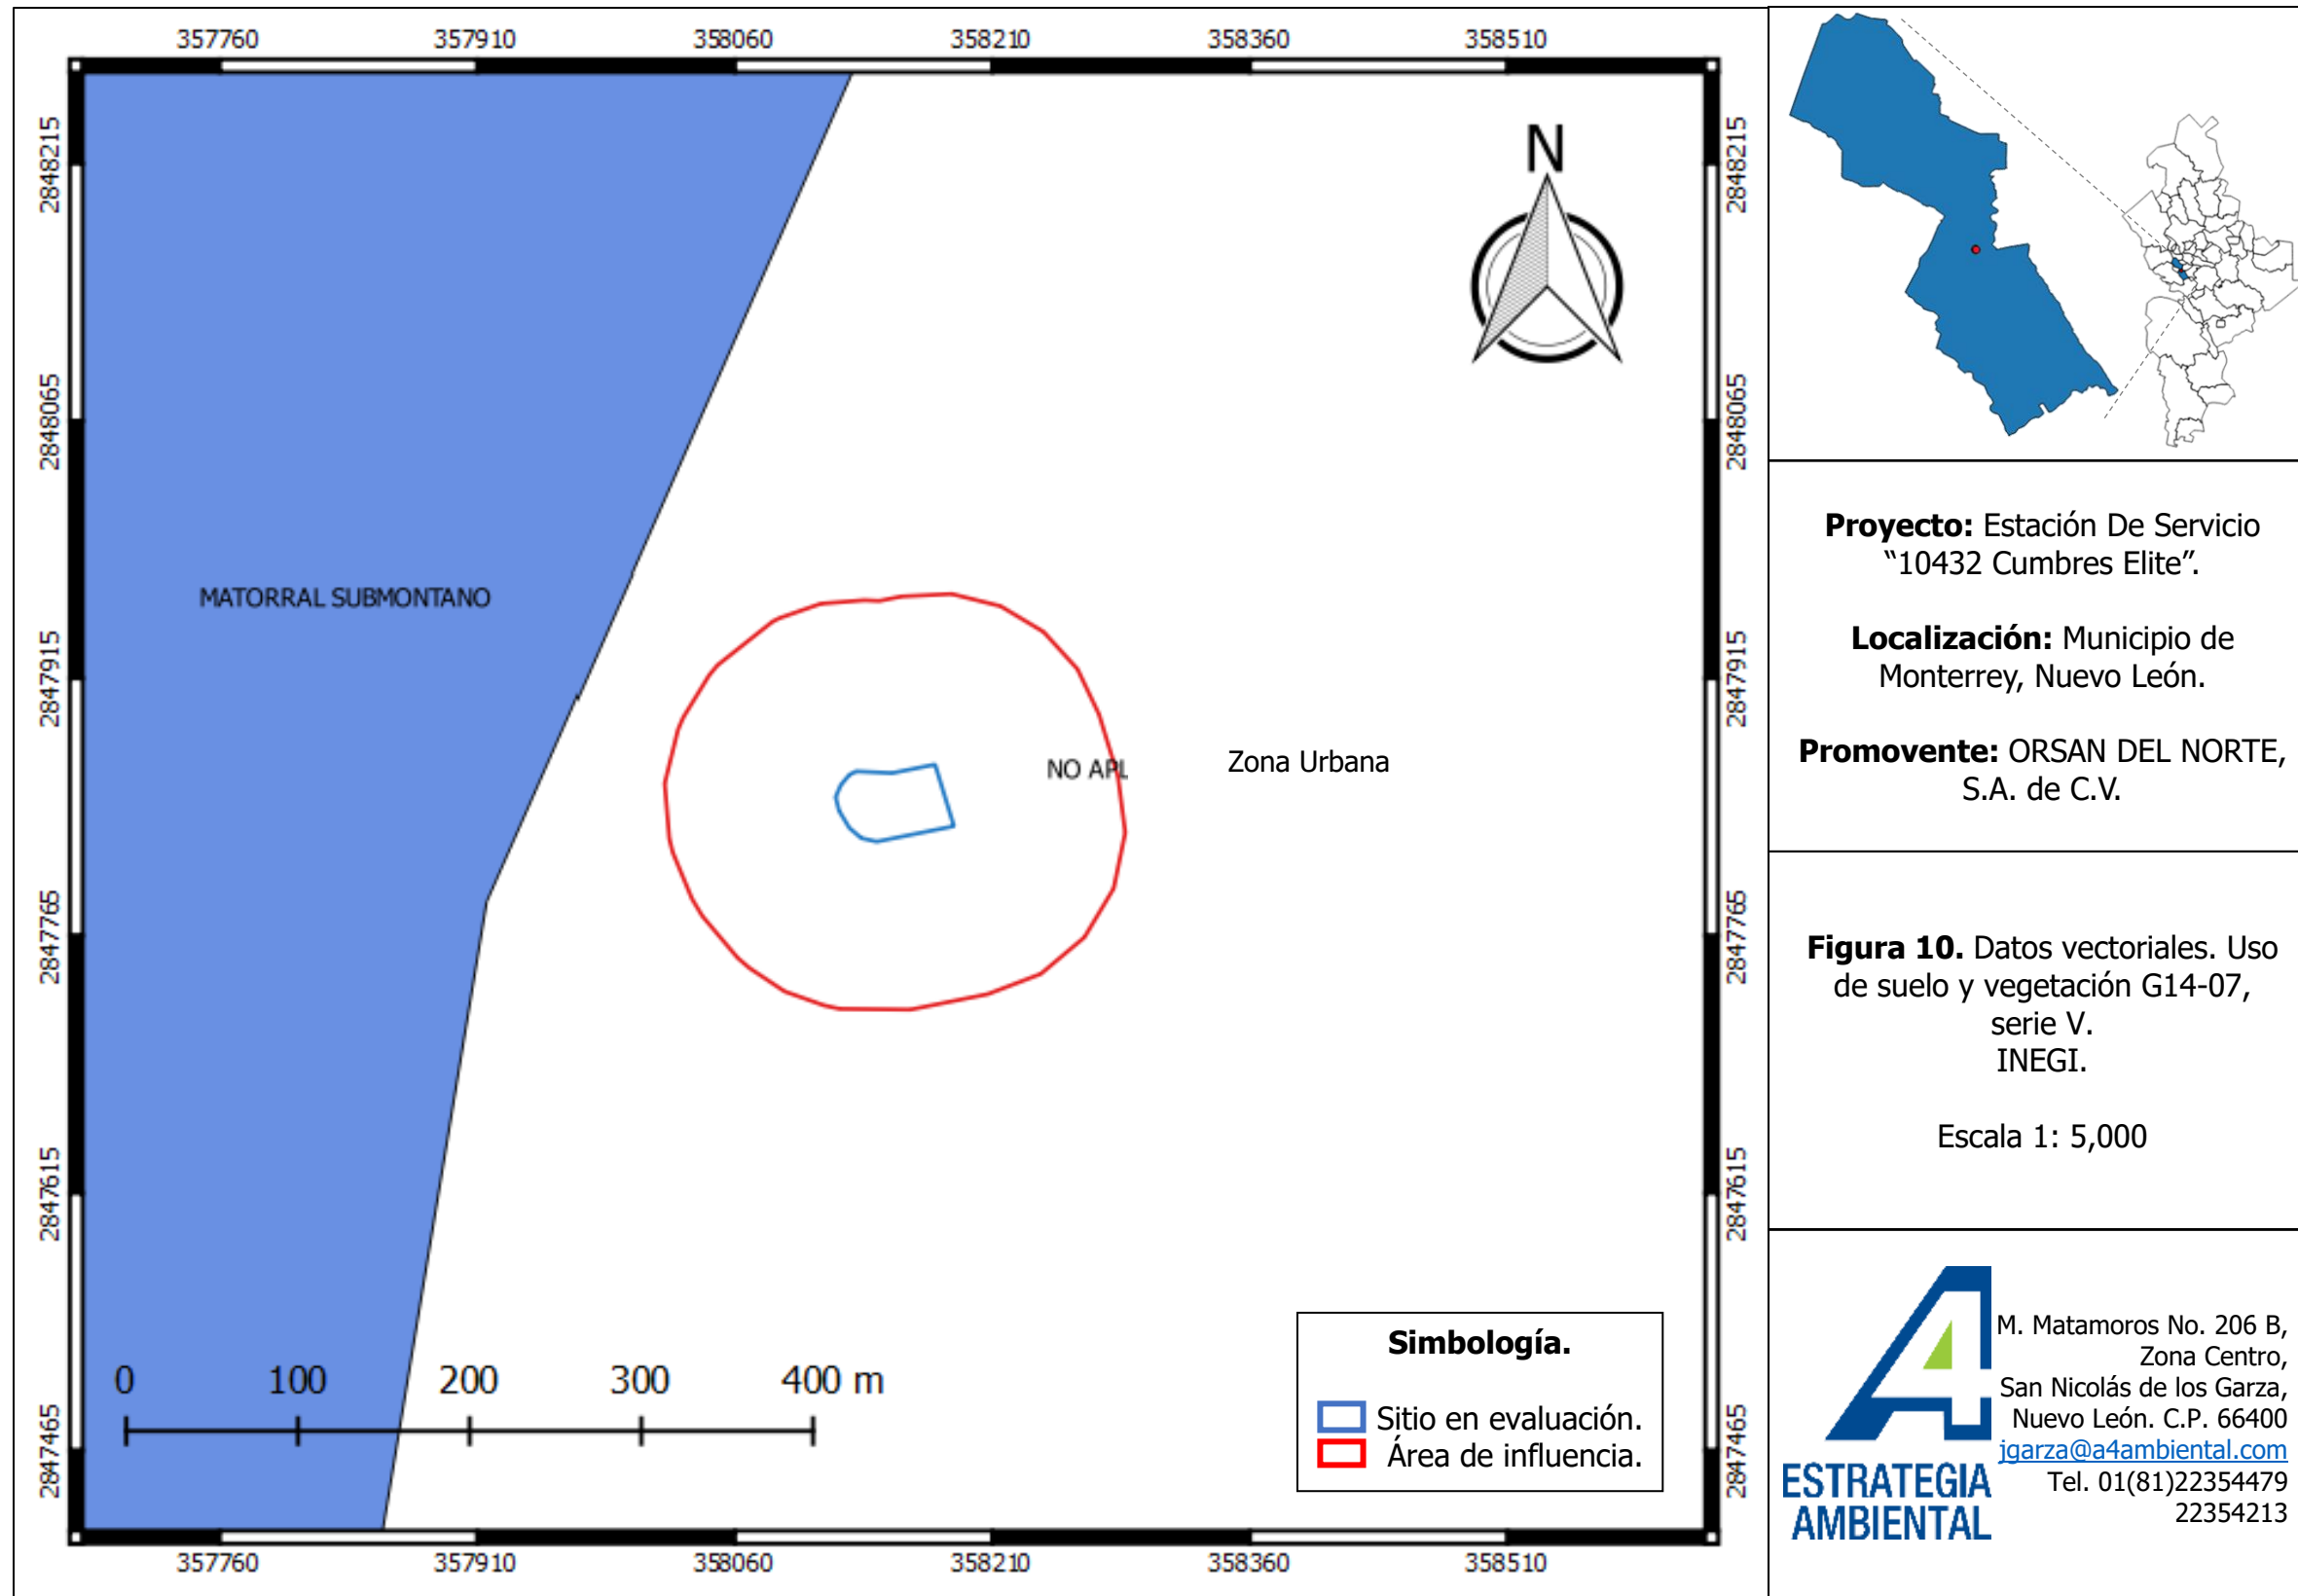 357760 357910 358060 358210 358360 358510
2848215
2848065
2847915
2847765
2847615
2847465
N
MATORRAL SUBMONTANO
NO APL
Zona Urbana
0 100 200 300 400 m
Simbología.
Sitio en evaluación.
Área de influencia.
2848215
2848065
2847915
2847765
2847615
2847465
357760 357910 358060 358210 358360 358510
Proyecto: Estación De Servicio
“10432 Cumbres Elite”.
Localización: Municipio de
Monterrey, Nuevo León.
Promovente: ORSAN DEL NORTE,
S.A. de C.V.
Figura 10. Datos vectoriales. Uso
de suelo y vegetación G14-07,
serie V.
INEGI.
Escala 1: 5,000
A4
ESTRATEGIA
AMBIENTAL
M. Matamoros No. 206 B,
Zona Centro,
San Nicolás de los Garza,
Nuevo León. C.P. 66400
jgarza@a4ambiental.com
Tel. 01(81)22354479
22354213